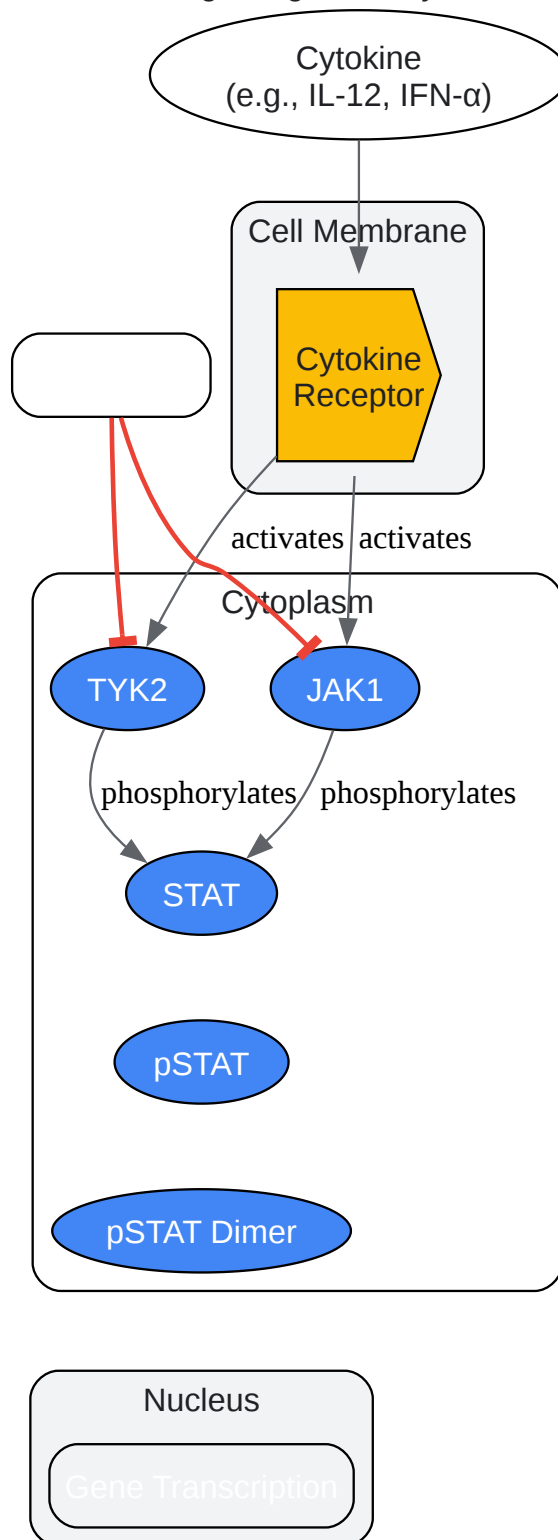 Cytokine
(e.g., IL-12, IFN-α)
Cell Membrane
Cytokine
Receptor
activates
activates
Cytoplasm
TYK2
JAK1
phosphorylates
phosphorylates
STAT
pSTAT
pSTAT Dimer
Nucleus
Gene Transcription